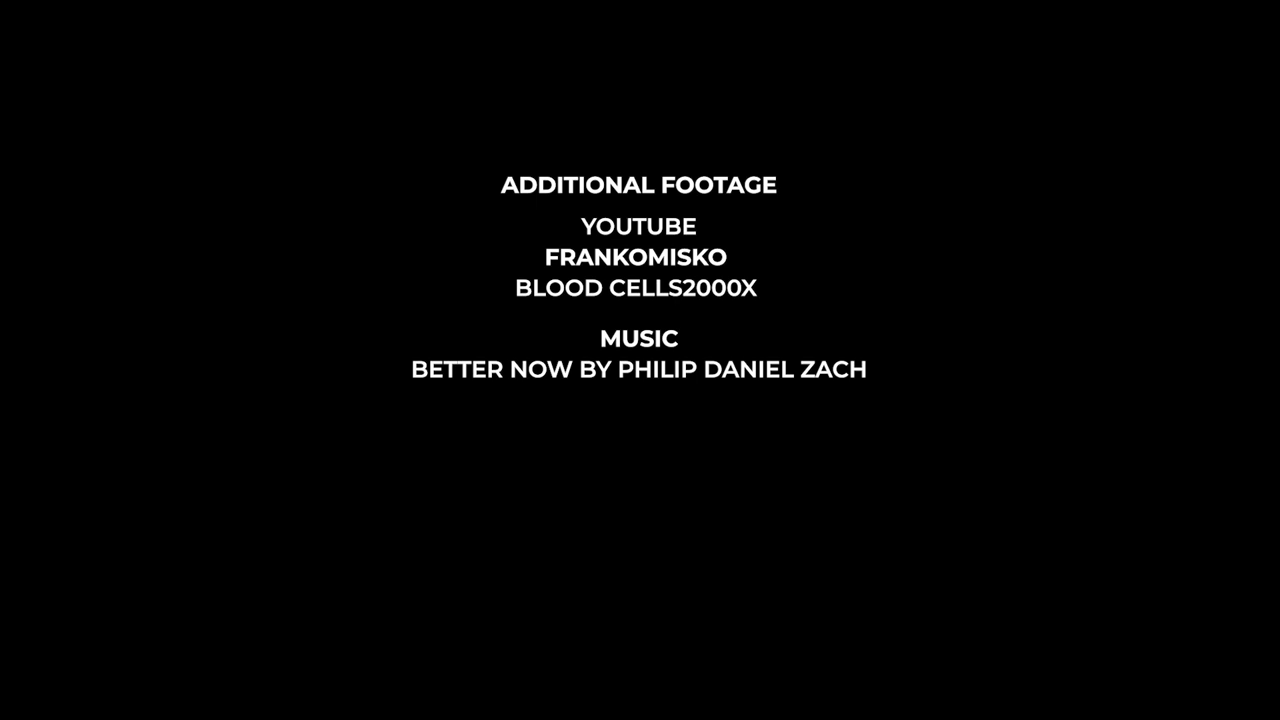 ADDITIONAL FOOTAGE
YOUTUBE
FRANKOMISKO
BLOOD CELLS2000X
MUSIC
BETTER NOW BY PHILIP DANIEL ZACH